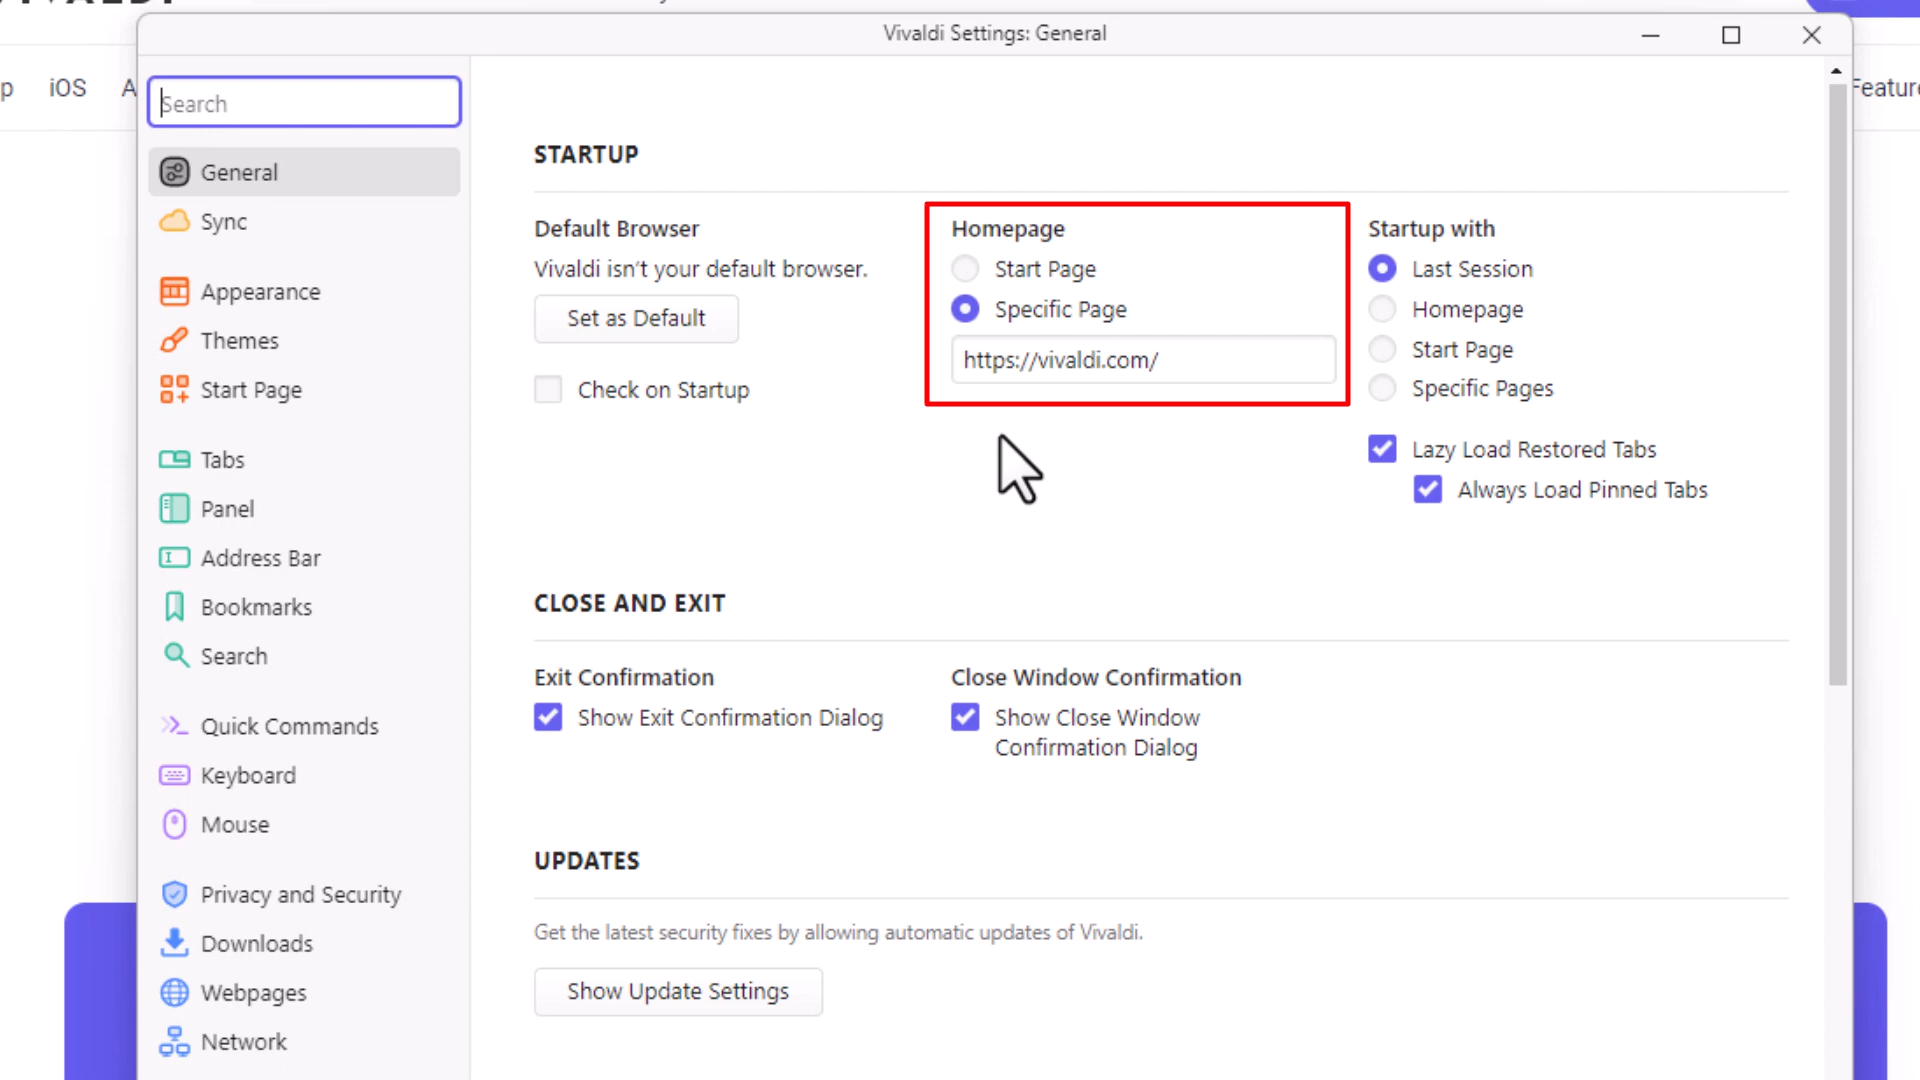 Vivaldi Settings: General
iOS
Search
General
Sync
Appearance
Themes
Start Page
Tabs
Panel
Address Bar
Bookmarks
Search
Quick Commands
Keyboard
Mouse
Privacy and Security
Downloads
Webpages
Network
STARTUP
Default Browser
Vivaldi isn't your default browser.
Set as Default
Check on Startup
Homepage
Start Page
Specific Page
https://vivaldi.com/
Startup with
Last Session
Homepage
Start Page
Specific Pages
Lazy Load Restored Tabs
Always Load Pinned Tabs
CLOSE AND EXIT
Exit Confirmation
Show Exit Confirmation Dialog
Close Window Confirmation
Show Close Window
Confirmation Dialog
UPDATES
Get the latest security fixes by allowing automatic updates of Vivaldi.
Show Update Settings